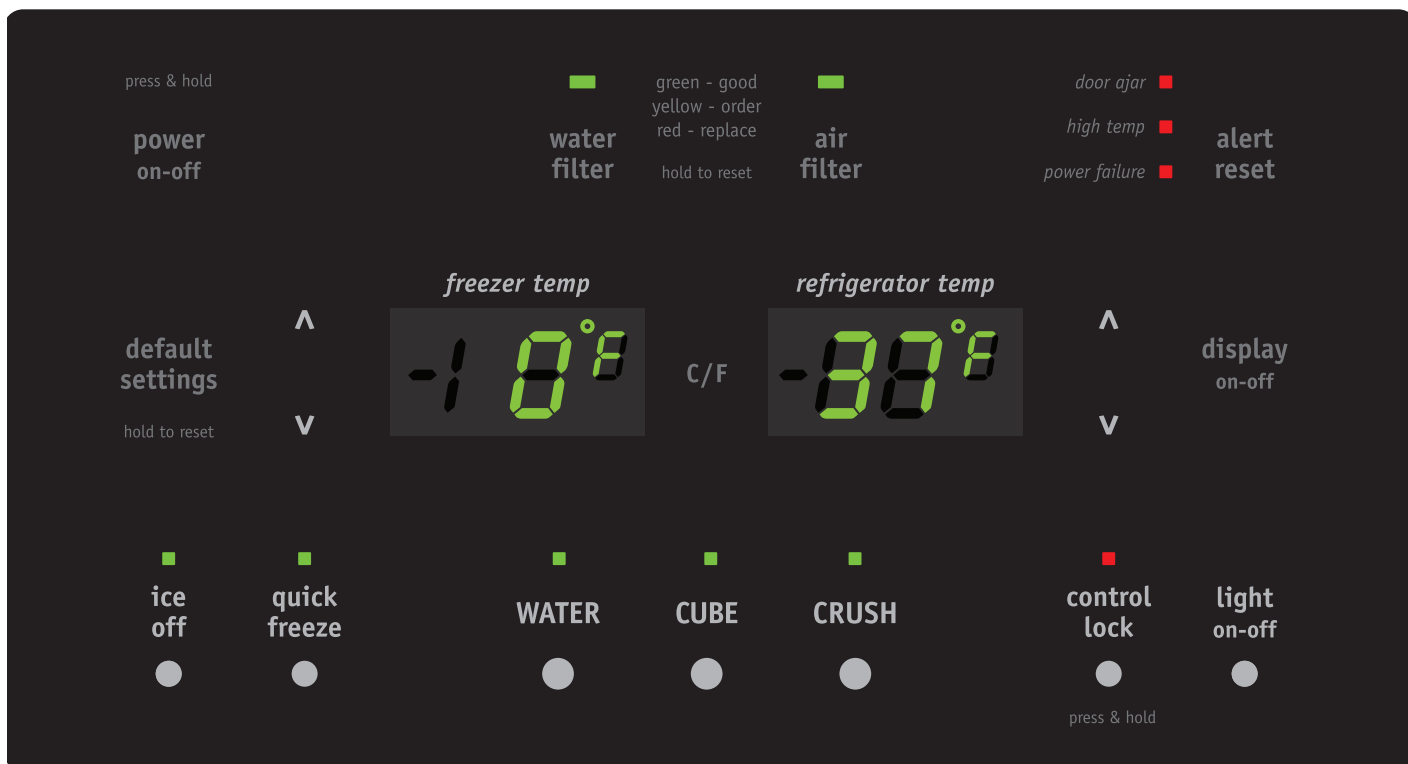 press & hold
power
on-off
water
filter
green - good
yellow - order
red - replace
hold to reset
air
filter
door ajar
high temp
power failure
alert
reset
default
settings
hold to reset
^
v
freezer temp
0°F
C/F
refrigerator temp
37°F
^
v
display
on-off
ice
off
quick
freeze
WATER
CUBE
CRUSH
control
lock
press & hold
light
on-off